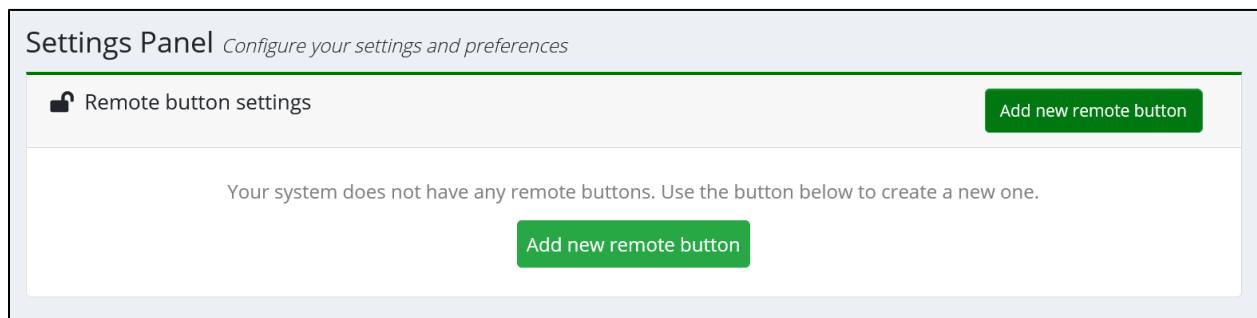 Settings Panel Configure your settings and preferences
Remote button settings
Add new remote button
Your system does not have any remote buttons. Use the button below to create a new one.
Add new remote button